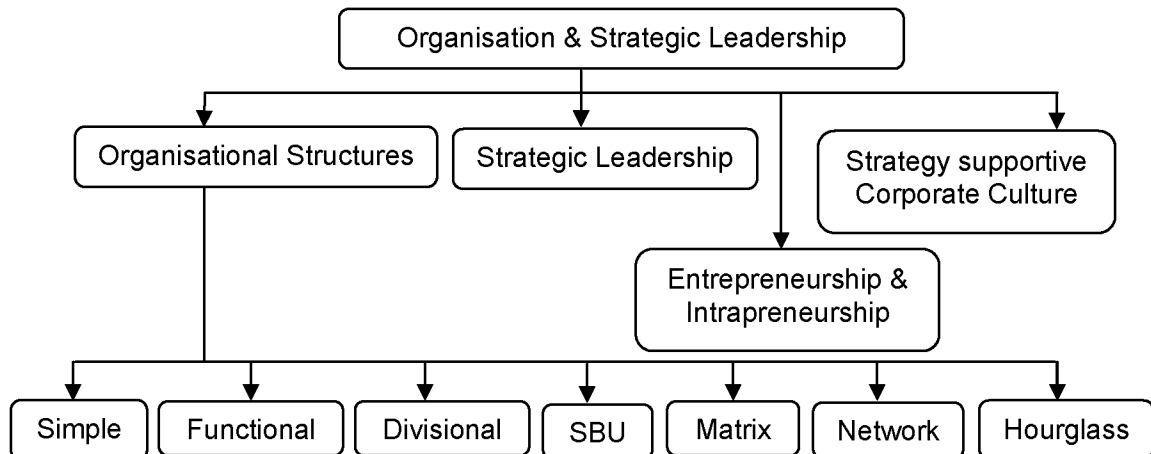 Organisation & Strategic Leadership
Organisational Structures
Strategic Leadership
Strategy supportive
Corporate Culture
Entrepreneurship &
Intrapreneurship
Simple
Functional
Divisional
SBU
Matrix
Network
Hourglass